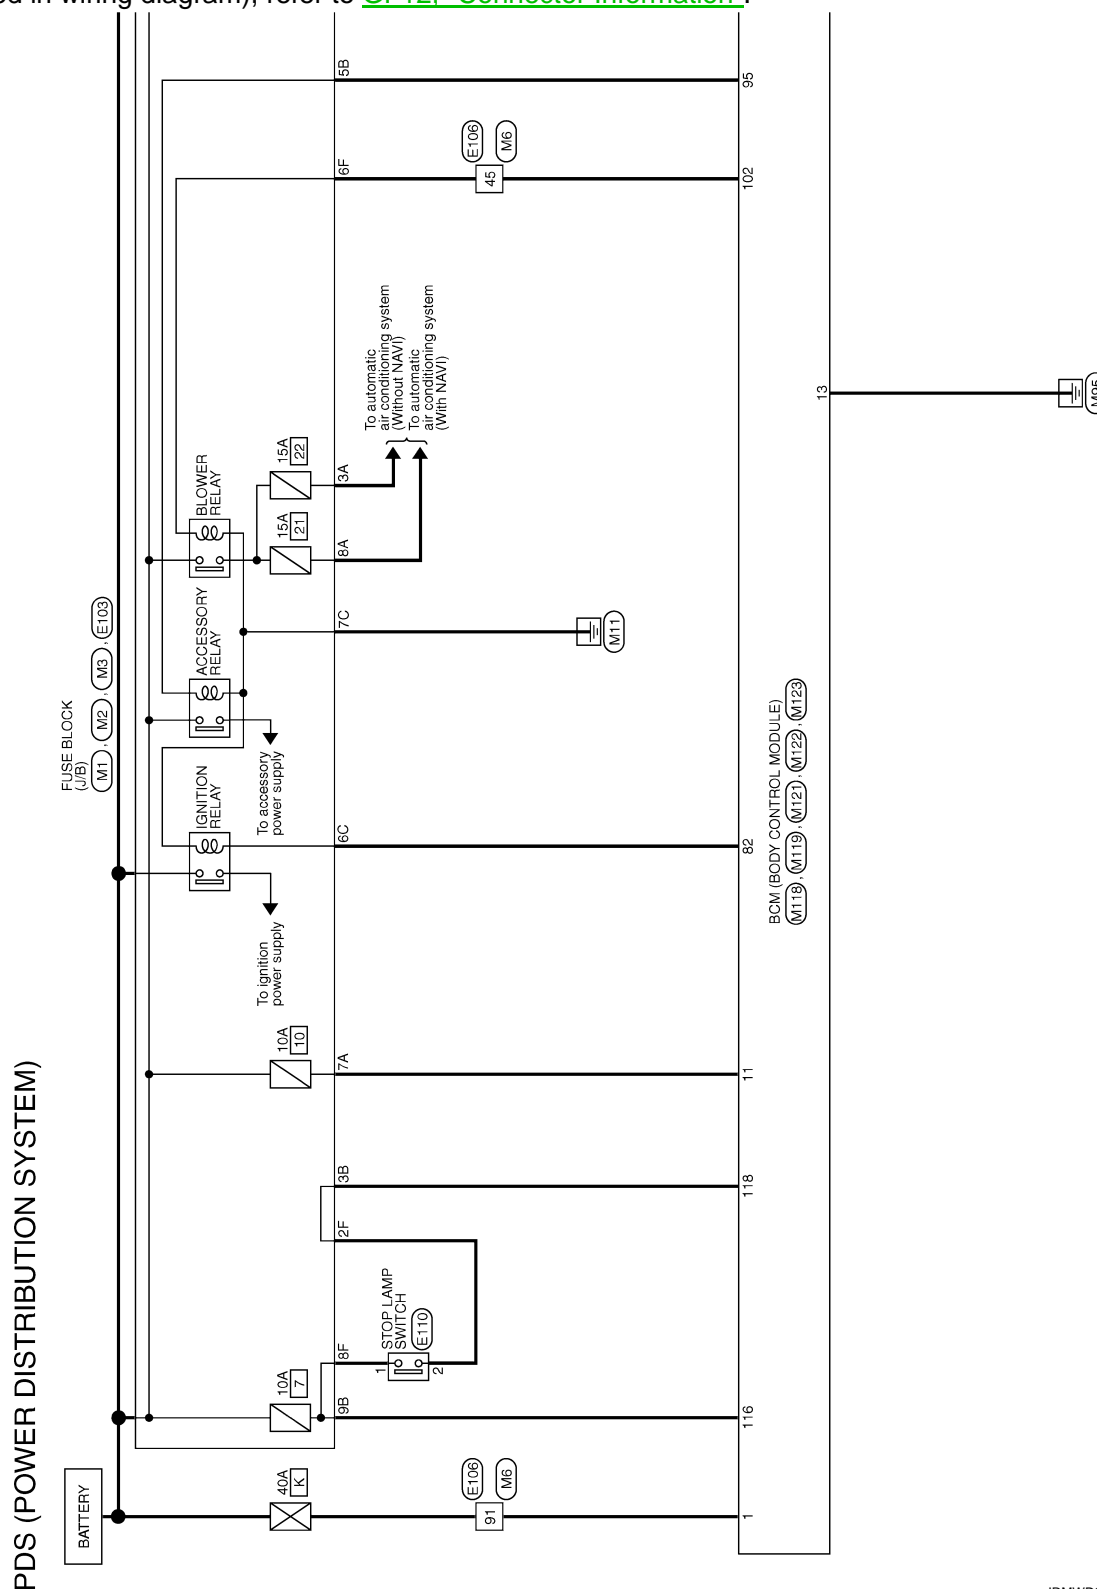 ed in wiring diagram), refer to GI-12, "Connector Information".
PDS (POWER DISTRIBUTION SYSTEM)
BATTERY
FUSE BLOCK
(J/B)
M1 , M2 , M3 , E103
40A
K
E106
M6
91
1
10A
7
9B
116
8F
1
2
STOP LAMP
SWITCH
E110
2F
3B
118
10A
10
7A
11
To ignition
power supply
IGNITION
RELAY
6C
82
To accessory
power supply
ACCESSORY
RELAY
7C
M11
BLOWER
RELAY
15A
21
8A
15A
22
3A
To automatic
air conditioning system
(Without NAVI)
To automatic
air conditioning system
(With NAVI)
6F
E106
M6
45
102
5B
95
BCM (BODY CONTROL MODULE)
M118 , M119 , M121 , M122 , M123
13